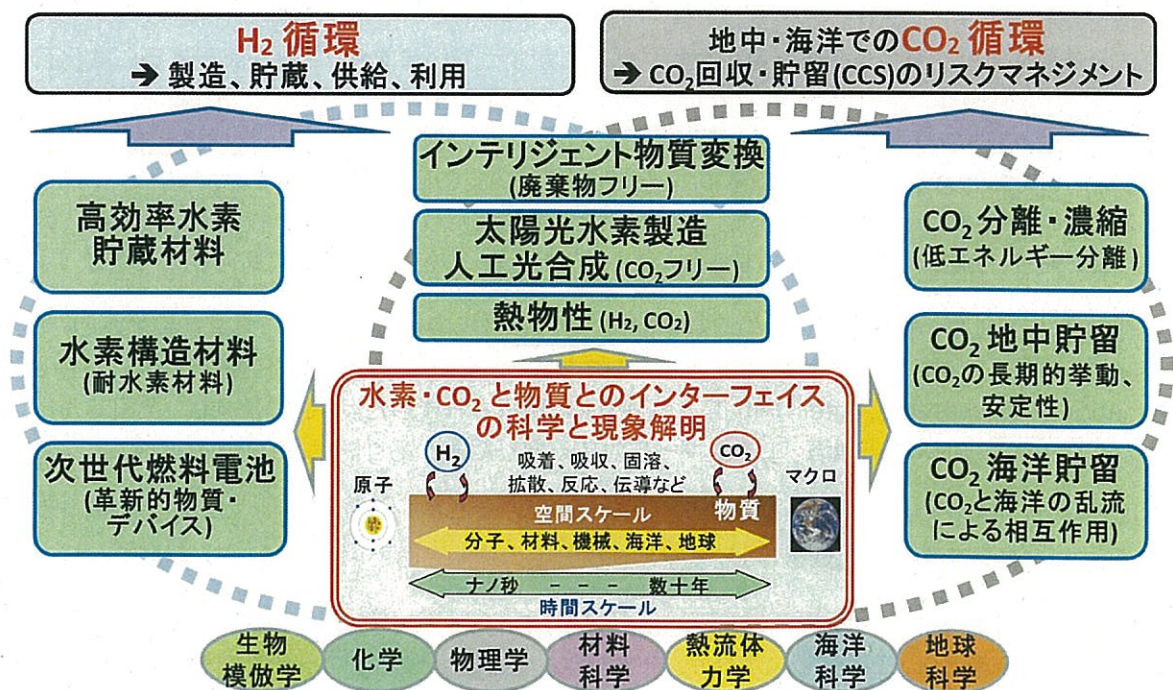 H₂ 循環
➔ 製造、貯蔵、供給、利用
地中・海洋でのCO₂ 循環
➔ CO₂回収・貯留(CCS)のリスクマネジメント
高効率水素
貯蔵材料
水素構造材料
(耐水素材料)
次世代燃料電池
(革新的物質・
デバイス)
インテリジェント物質変換
(廃棄物フリー)
太陽光水素製造
人工光合成 (CO₂フリー)
熱物性 (H₂, CO₂)
CO₂ 分離・濃縮
(低エネルギー分離)
CO₂ 地中貯留
(CO₂の長期的挙動、
安定性)
CO₂ 海洋貯留
(CO₂と海洋の乱流
による相互作用)
水素・CO₂ と物質とのインターフェイス
の科学と現象解明
H₂
吸着、吸収、固溶、
拡散、反応、伝導など
CO₂
原子
物質
マクロ
空間スケール
分子、材料、機械、海洋、地球
ナノ秒 － － － 数十年
時間スケール
生物
模倣学
化学
物理学
材料
科学
熱流体
力学
海洋
科学
地球
科学